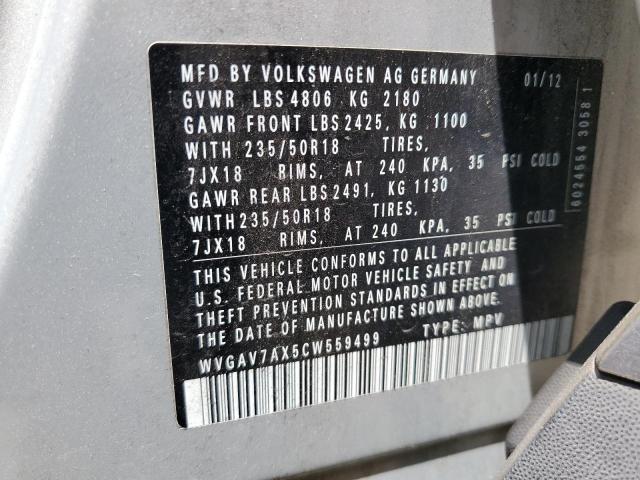 MFD BY VOLKSWAGEN AG GERMANY 01/12
GVWR LBS 4806 KG 2180
GAWR FRONT LBS 2425, KG 1100
WITH 235/50R18 TIRES,
7JX18 RIMS, AT 240 KPA, 35 PSI COLD
GAWR REAR LBS 2491, KG 1130
WITH 235/50R18 TIRES,
7JX18 RIMS, AT 240 KPA, 35 PSI COLD
THIS VEHICLE CONFORMS TO ALL APPLICABLE
U.S. FEDERAL MOTOR VEHICLE SAFETY AND
THEFT PREVENTION STANDARDS IN EFFECT ON
THE DATE OF MANUFACTURE SHOWN ABOVE.
WVGAV7AX5CW559499 TYPE: MPV
6024554 3058 1